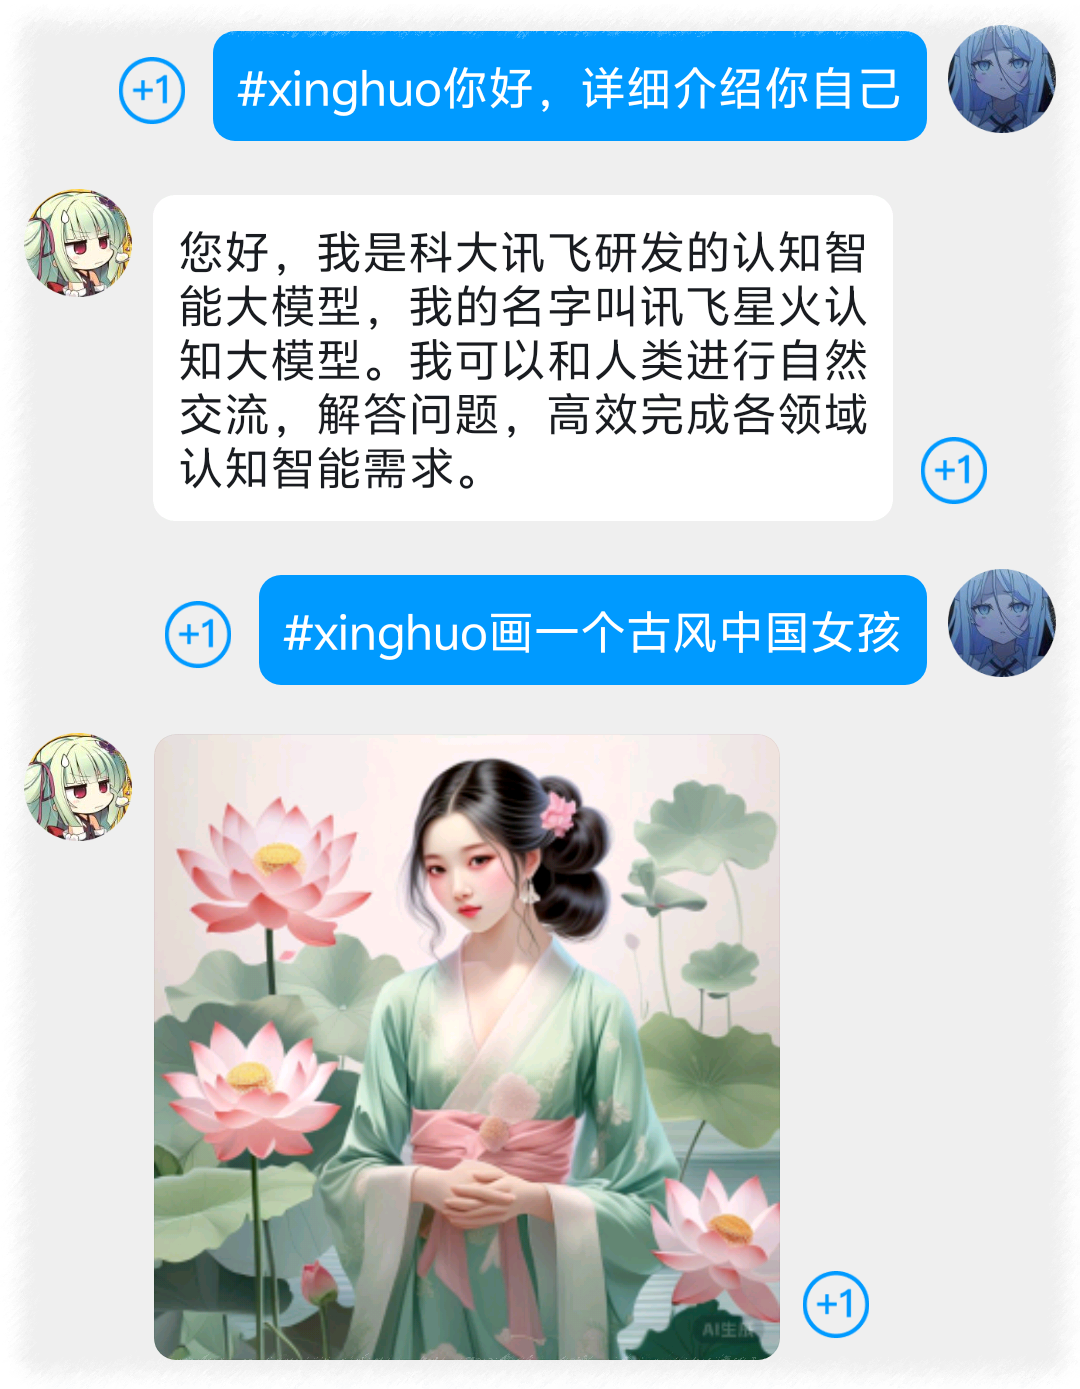 #xinghuo你好，详细介绍你自己
+1
您好，我是科大讯飞研发的认知智
能大模型，我的名字叫讯飞星火认
知大模型。我可以和人类进行自然
交流，解答问题，高效完成各领域
认知智能需求。
+1
#xinghuo画一个古风中国女孩
+1
+1
AI生成